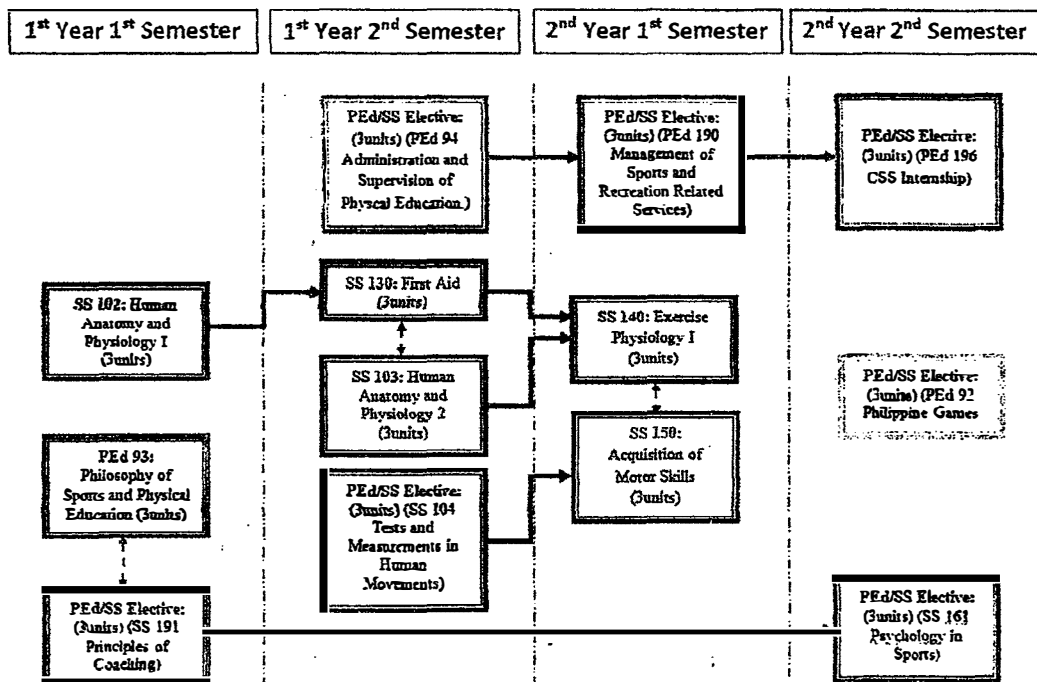 1st Year 1st Semester
1st Year 2nd Semester
2nd Year 1st Semester
2nd Year 2nd Semester
PEd/SS Elective:
(3units) (PEd 94
Administration and
Supervision of
Physcal Education.)
PEd/SS Elective:
(3units) (PEd 190
Management of
Sports and
Recreation Related
Services)
PEd/SS Elective:
(3units) (PEd 196
CSS Internship)
SS 102: Human
Anatomy and
Physiology I
(3units)
SS 130: First Aid
(3units)
SS 140: Exercise
Physiology I
(3units)
SS 103: Human
Anatomy and
Physiology 2
(3units)
PEd/SS Elective:
(3units) (PEd 92
Philippine Games
PEd 93:
Philosophy of
Sports and Physical
Education (3units)
SS 150:
Acquisition of
Motor Skills
(3units)
PEd/SS Elective:
(3units) (SS 104
Tests and
Measurements in
Human
Movements)
PEd/SS Elective:
(3units) (SS 191
Principles of
Coaching)
PEd/SS Elective:
(3units) (SS 161
Psychology in
Sports)